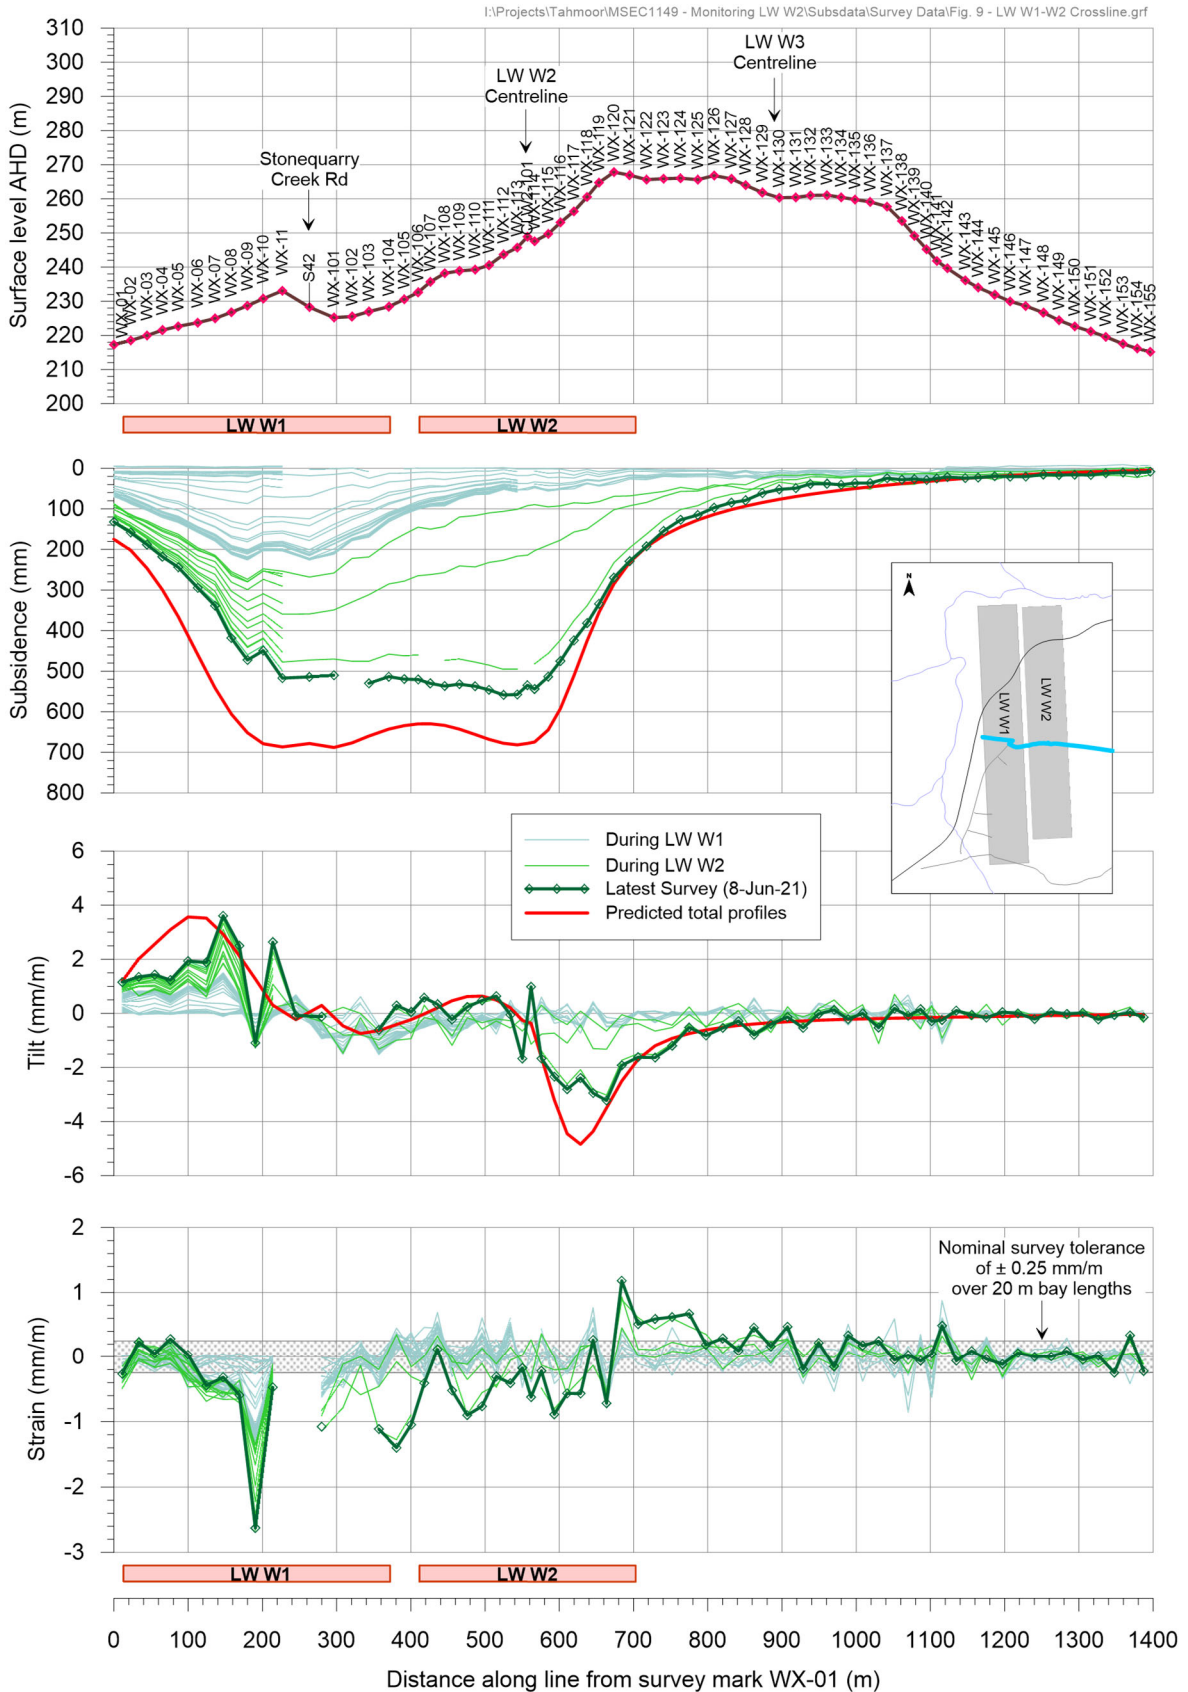 I:\Projects\Tahmoor\MSEC1149 - Monitoring LW W2\Subsdata\Survey Data\Fig. 9 - LW W1-W2 Crossline.grf
310
300
290
280
270
260
250
240
230
220
210
200
Surface level AHD (m)
LW W3
Centreline
LW W2
Centreline
Stonequarry
Creek Rd
WX-01
WX-02
WX-03
WX-04
WX-05
WX-06
WX-07
WX-08
WX-09
WX-10
WX-11
S42
WX-101
WX-102
WX-103
WX-104
WX-105
WX-106
WX-107
WX-108
WX-109
WX-110
WX-111
WX-112
WX-113
WX-114
WX-115
WX-116
WX-117
WX-118
WX-119
WX-120
WX-121
WX-122
WX-123
WX-124
WX-125
WX-126
WX-127
WX-128
WX-129
WX-130
WX-131
WX-132
WX-133
WX-134
WX-135
WX-136
WX-137
WX-138
WX-139
WX-140
WX-141
WX-142
WX-143
WX-144
WX-145
WX-146
WX-147
WX-148
WX-149
WX-150
WX-151
WX-152
WX-153
WX-154
WX-155
LW W1
LW W2
0
100
200
300
400
500
600
700
800
Subsidence (mm)
N
LW W1
LW W2
During LW W1
During LW W2
Latest Survey (8-Jun-21)
Predicted total profiles
6
4
2
0
-2
-4
-6
Tilt (mm/m)
2
1
0
-1
-2
-3
Strain (mm/m)
Nominal survey tolerance
of ± 0.25 mm/m
over 20 m bay lengths
LW W1
LW W2
0 100 200 300 400 500 600 700 800 900 1000 1100 1200 1300 1400
Distance along line from survey mark WX-01 (m)